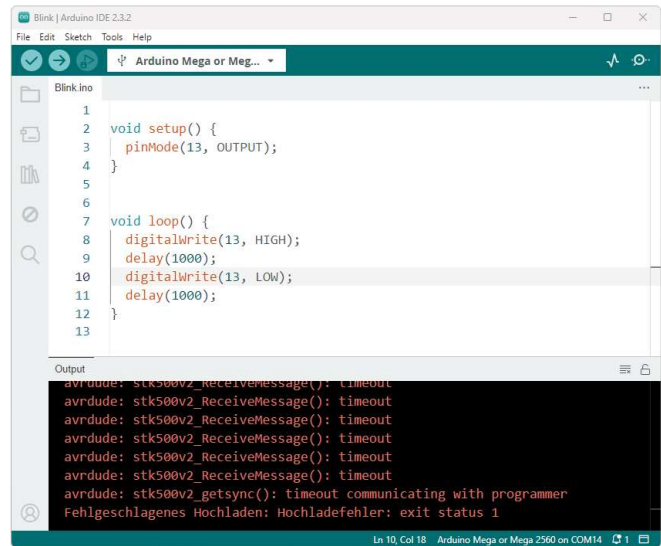 Blink | Arduino IDE 2.3.2
File Edit Sketch Tools Help
Arduino Mega or Meg...
Blink.ino
...
1
2 void setup() {
3 pinMode(13, OUTPUT);
4 }
5
6
7 void loop() {
8 digitalWrite(13, HIGH);
9 delay(1000);
10 digitalWrite(13, LOW);
11 delay(1000);
12 }
13
Output
avrdude: stk500v2_ReceiveMessage(): timeout
avrdude: stk500v2_ReceiveMessage(): timeout
avrdude: stk500v2_ReceiveMessage(): timeout
avrdude: stk500v2_ReceiveMessage(): timeout
avrdude: stk500v2_ReceiveMessage(): timeout
avrdude: stk500v2_ReceiveMessage(): timeout
avrdude: stk500v2_getsync(): timeout communicating with programmer
Fehlgeschlagenes Hochladen: Hochladefehler: exit status 1
Ln 10, Col 18 Arduino Mega or Mega 2560 on COM14 1